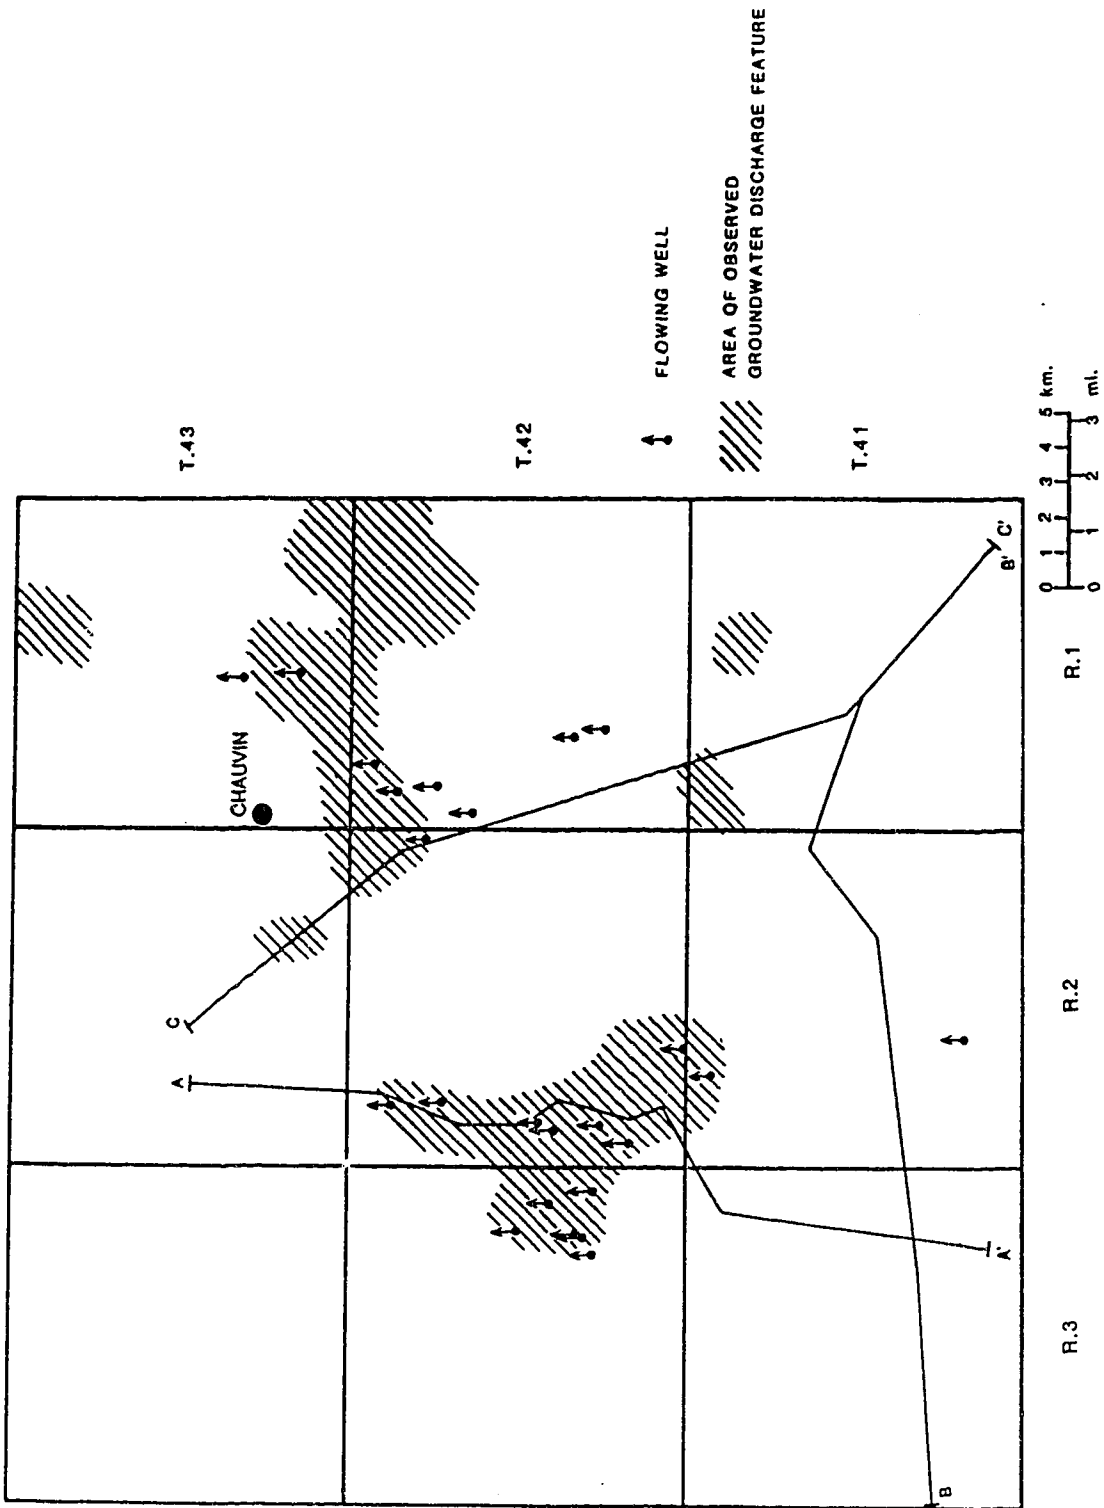 T.43
T.42
T.41
CHAUVIN
C
A
B
A'
B'
C'
R.3
R.2
R.1
FLOWING WELL
AREA OF OBSERVED
GROUNDWATER DISCHARGE FEATURE
0 1 2 3 4 5 km.
0 1 2 3 mi.